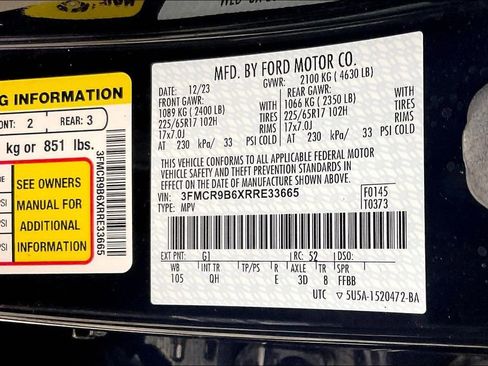 G INFORMATION
ONT: 2 REAR: 3
kg or 851 lbs.
SEE OWNERS
MANUAL FOR
ADDITIONAL
INFORMATION
PSI
PSI
PSI
3FMCR9B6XRRE33665
MFD. BY FORD MOTOR CO.
DATE: 12/23 GVWR: 2100 KG ( 4630 LB)
FRONT GAWR: REAR GAWR:
1089 KG ( 2400 LB) 1066 KG ( 2350 LB)
225/65R17 102H TIRES 225/65R17 102H TIRES
17x7.0J RIMS 17x7.0J RIMS
AT 230 kPa/ 33 PSI COLD AT 230 kPa/ 33 PSI COLD
THIS VEHICLE CONFORMS TO ALL APPLICABLE FEDERAL MOTOR
VEHICLE SAFETY AND THEFT PREVENTION STANDARDS IN EFFECT ON
THE DATE OF MANUFACTURE SHOWN ABOVE.
VIN: 3FMCR9B6XRRE33665 F0145
TYPE: MPV T0373
EXT PNT: G1 RC: 52 DSO:
WB INT TR TP/PS R AXLE TR SPR
105 QH E 3D 8 FFBB
UTC ▽5U5A-1520472-BA